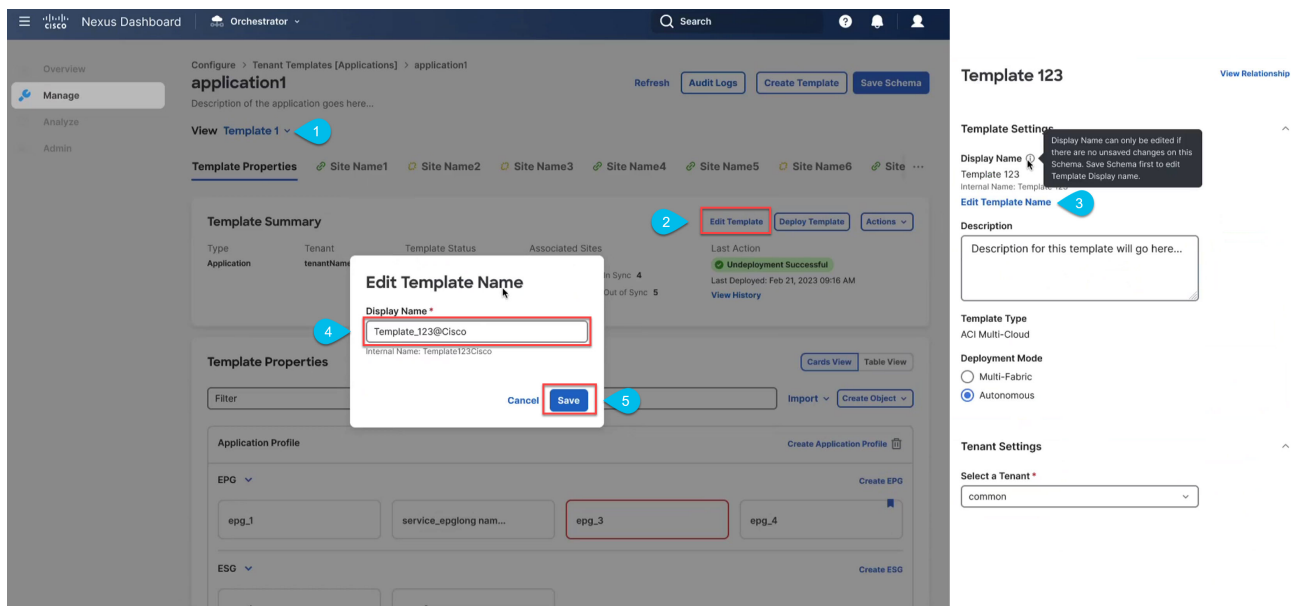 cisco Nexus Dashboard
Orchestrator
Search
Overview
Manage
Analyze
Admin
Configure > Tenant Templates [Applications] > application1
application1
Description of the application goes here...
Refresh Audit Logs Create Template Save Schema
View Template 1
1
Template Properties Site Name1 Site Name2 Site Name3 Site Name4 Site Name5 Site Name6 Site ...
Template Summary
2
Edit Template Deploy Template Actions
Type Tenant Template Status Associated Sites Last Action
Application tenantName
In Sync 4
Out of Sync 5
Undeployment Successful
Last Deployed: Feb 21, 2023 09:16 AM
View History
Edit Template Name
Display Name *
4
Template_123@Cisco
Internal Name: Template123Cisco
Cancel Save
5
Template Properties
Cards View Table View
Filter
Import Create Object
Application Profile
Create Application Profile
EPG
Create EPG
epg_1 service_epglong nam... epg_3 epg_4
ESG
Create ESG
Template 123
View Relationship
Template Settings
Display Name can only be edited if
there are no unsaved changes on this
Schema. Save Schema first to edit
Template Display name.
Display Name
Template 123
Internal Name: Template
Edit Template Name
3
Description
Description for this template will go here...
Template Type
ACI Multi-Cloud
Deployment Mode
Multi-Fabric
Autonomous
Tenant Settings
Select a Tenant *
common